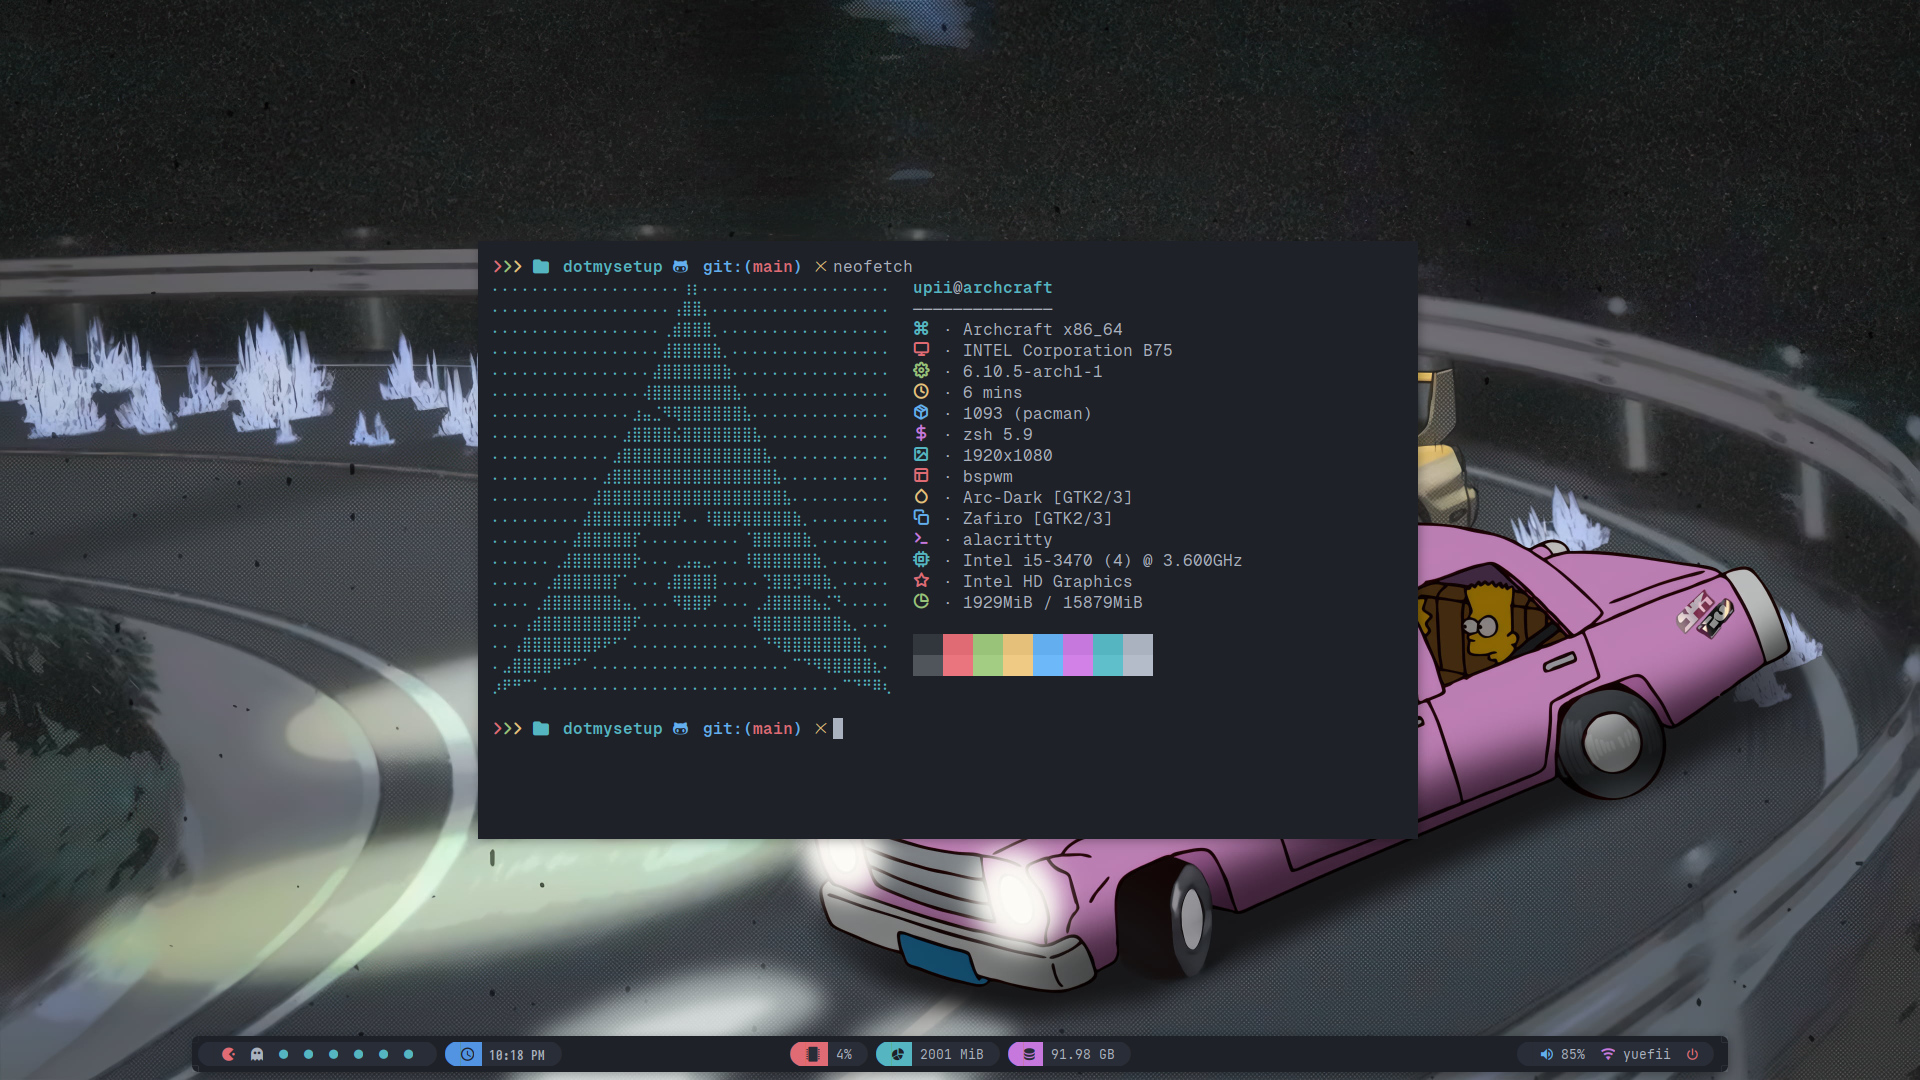 dotmysetup git:(main) neofetch
upii@archcraft
Archcraft x86_64
INTEL Corporation B75
6.10.5-arch1-1
6 mins
1093 (pacman)
zsh 5.9
1920x1080
bspwm
Arc-Dark [GTK2/3]
Zafiro [GTK2/3]
alacritty
Intel i5-3470 (4) @ 3.600GHz
Intel HD Graphics
1929MiB / 15879MiB
dotmysetup git:(main)
10:18 PM 4% 2001 MiB 91.98 GB 85% yuefii